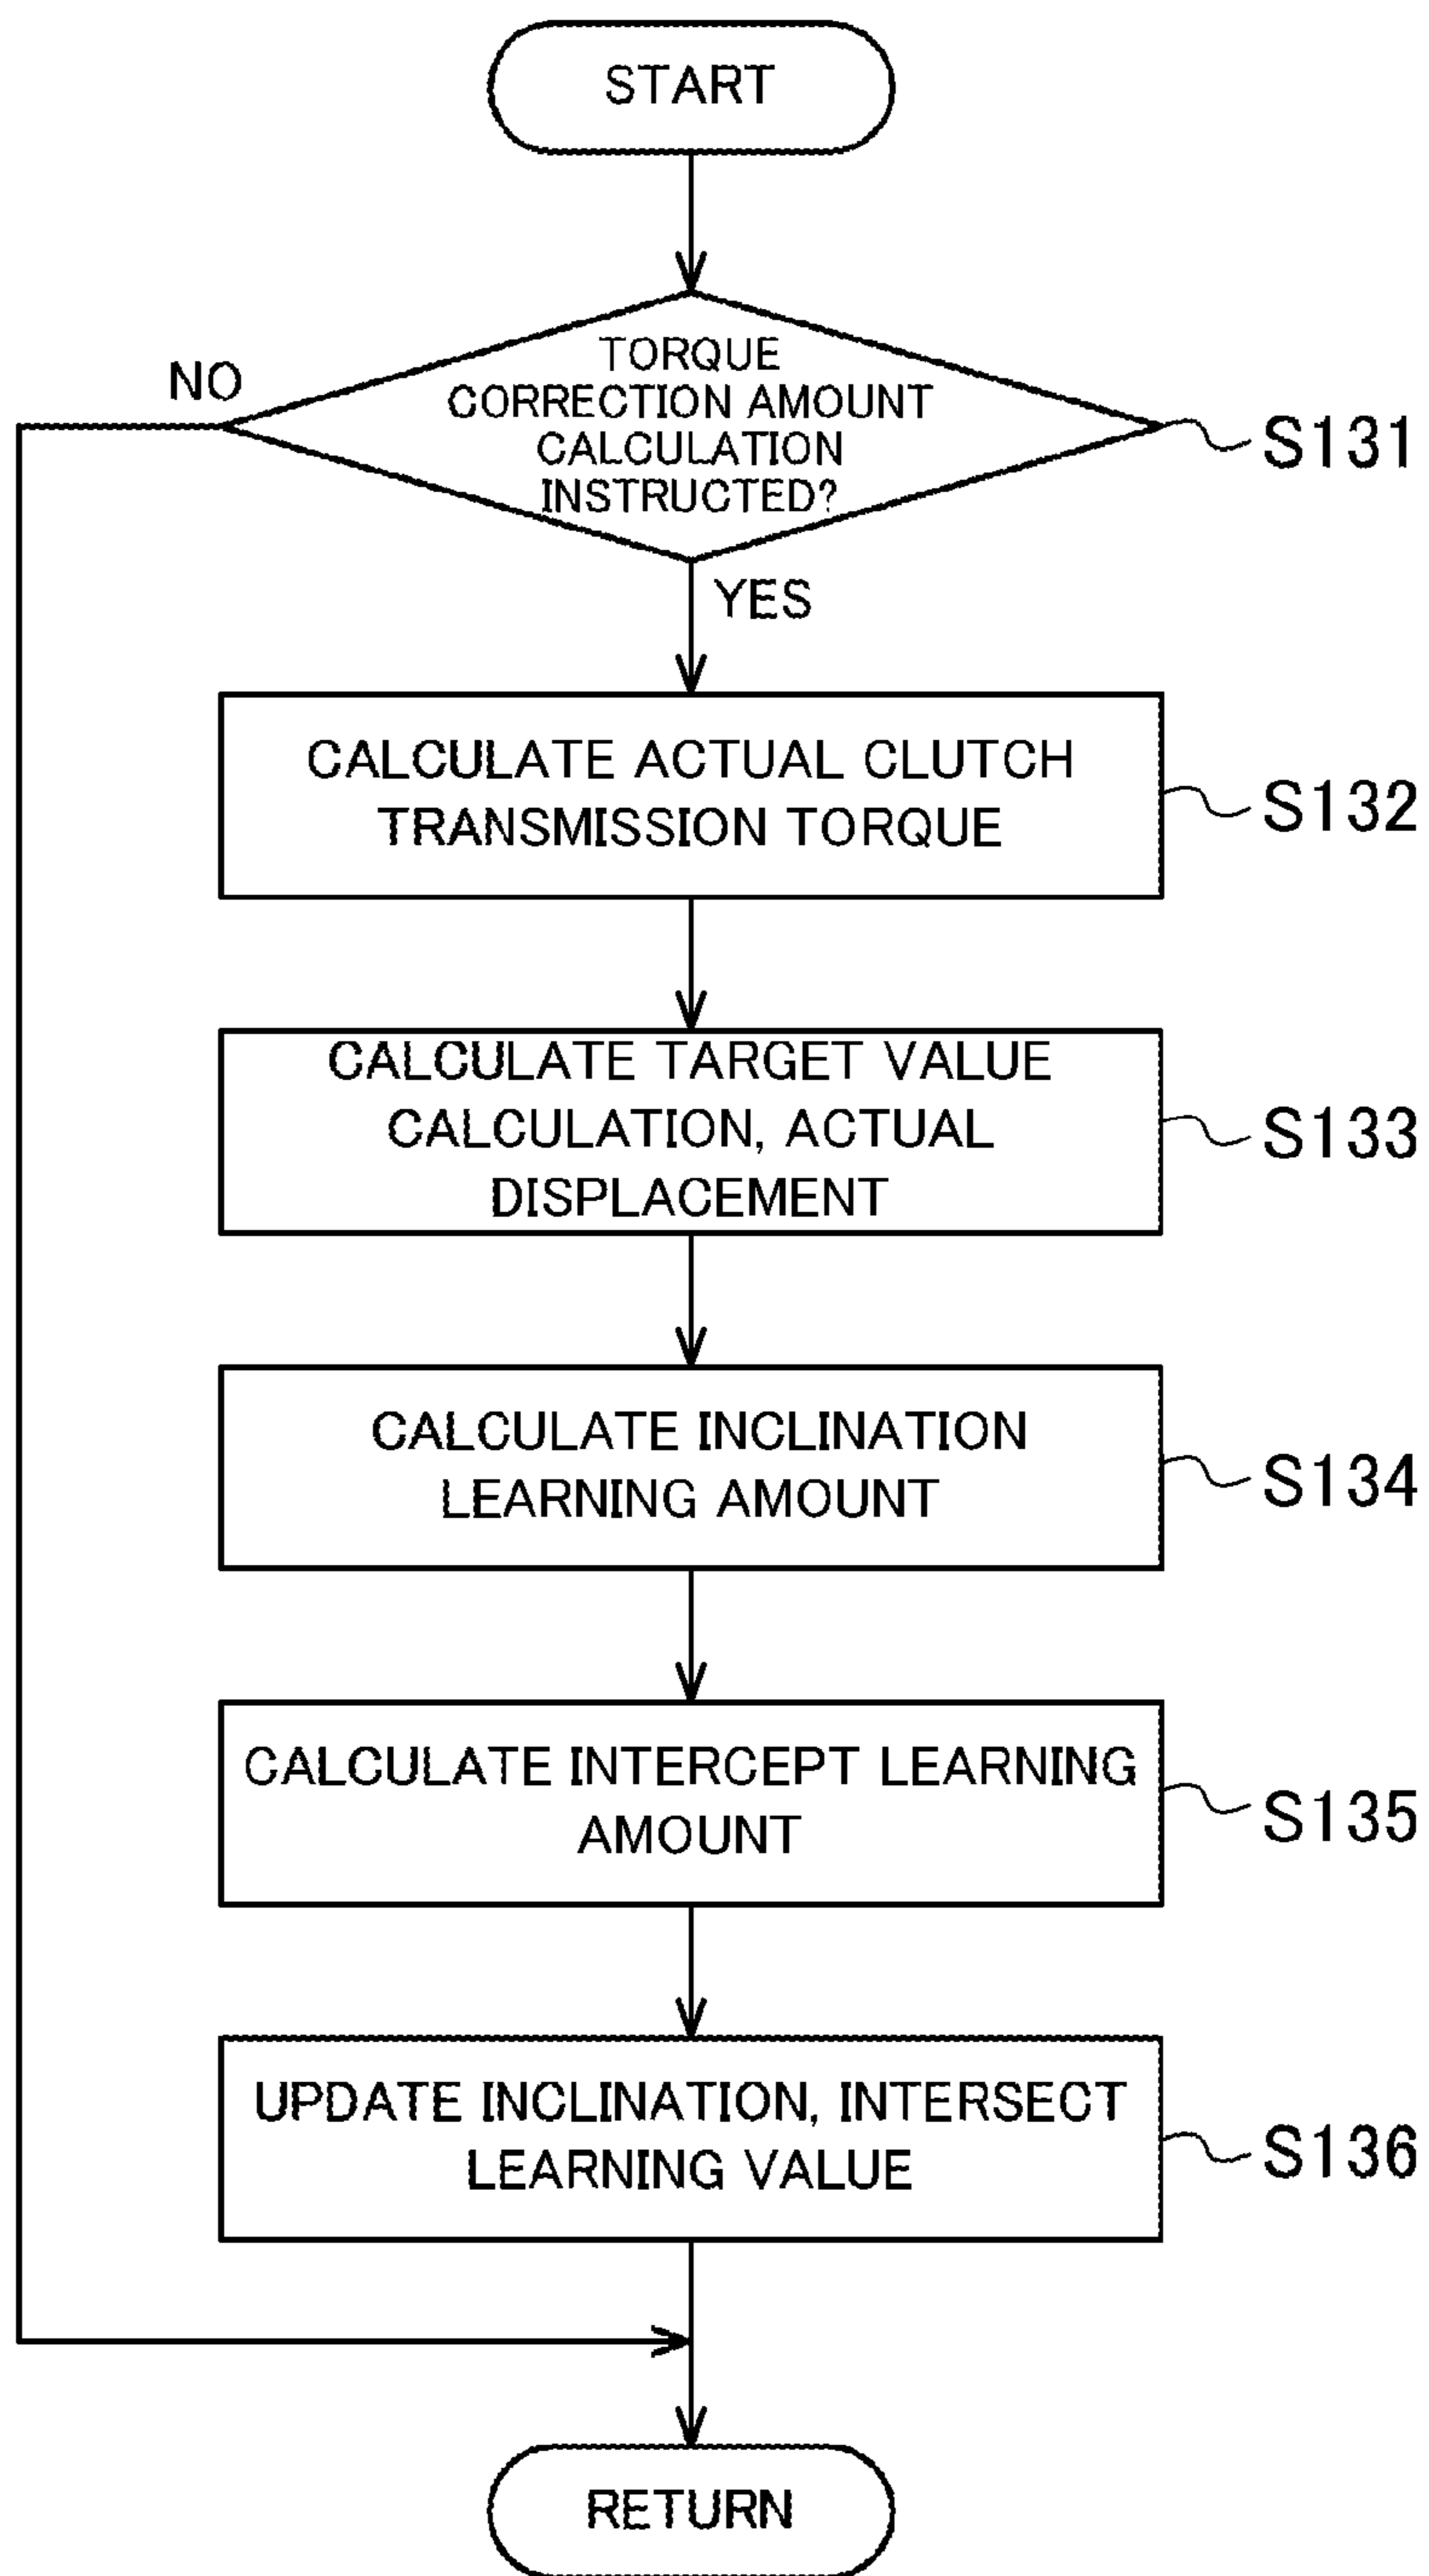 START
NO
TORQUE
CORRECTION AMOUNT
CALCULATION
INSTRUCTED?
S131
YES
CALCULATE ACTUAL CLUTCH
TRANSMISSION TORQUE
S132
CALCULATE TARGET VALUE
CALCULATION, ACTUAL
DISPLACEMENT
S133
CALCULATE INCLINATION
LEARNING AMOUNT
S134
CALCULATE INTERCEPT LEARNING
AMOUNT
S135
UPDATE INCLINATION, INTERSECT
LEARNING VALUE
S136
RETURN